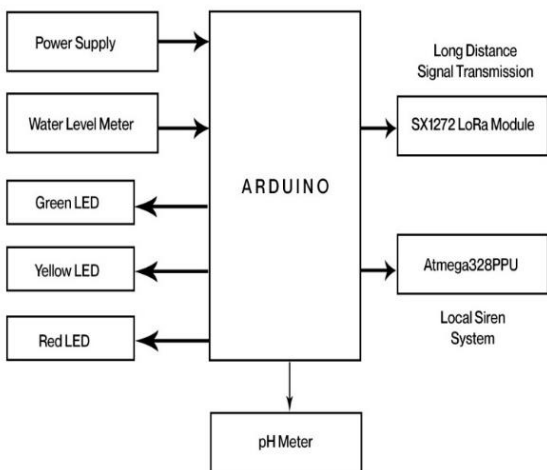 Power Supply
Water Level Meter
Green LED
Yellow LED
Red LED
ARDUINO
Long Distance
Signal Transmission
SX1272 LoRa Module
Atmega328PPU
Local Siren
System
pH Meter